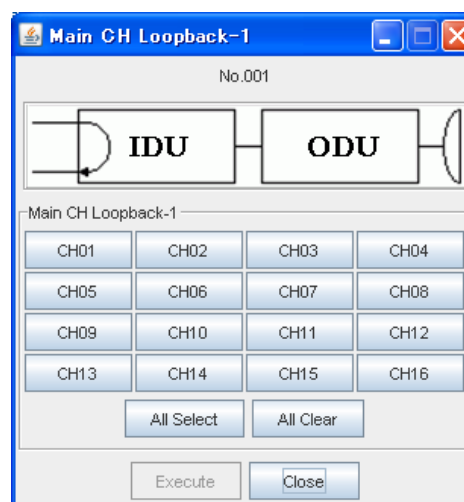 Main CH Loopback-1
No.001
IDU ODU
Main CH Loopback-1
CH01 CH02 CH03 CH04
CH05 CH06 CH07 CH08
CH09 CH10 CH11 CH12
CH13 CH14 CH15 CH16
All Select All Clear
Execute Close